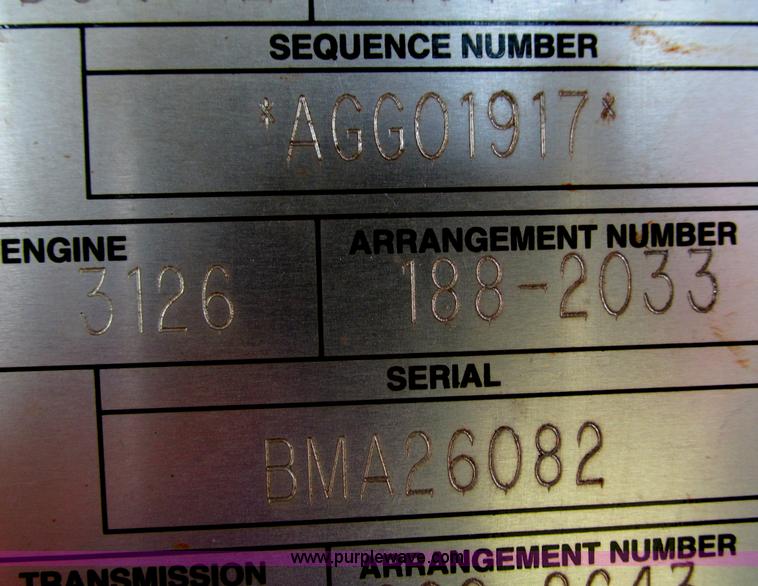 SEQUENCE NUMBER
*AGG01917*
ENGINE
ARRANGEMENT NUMBER
3126
188-2033
SERIAL
BMA26082
www.purplewave.com
TRANSMISSION
ARRANGEMENT NUMBER